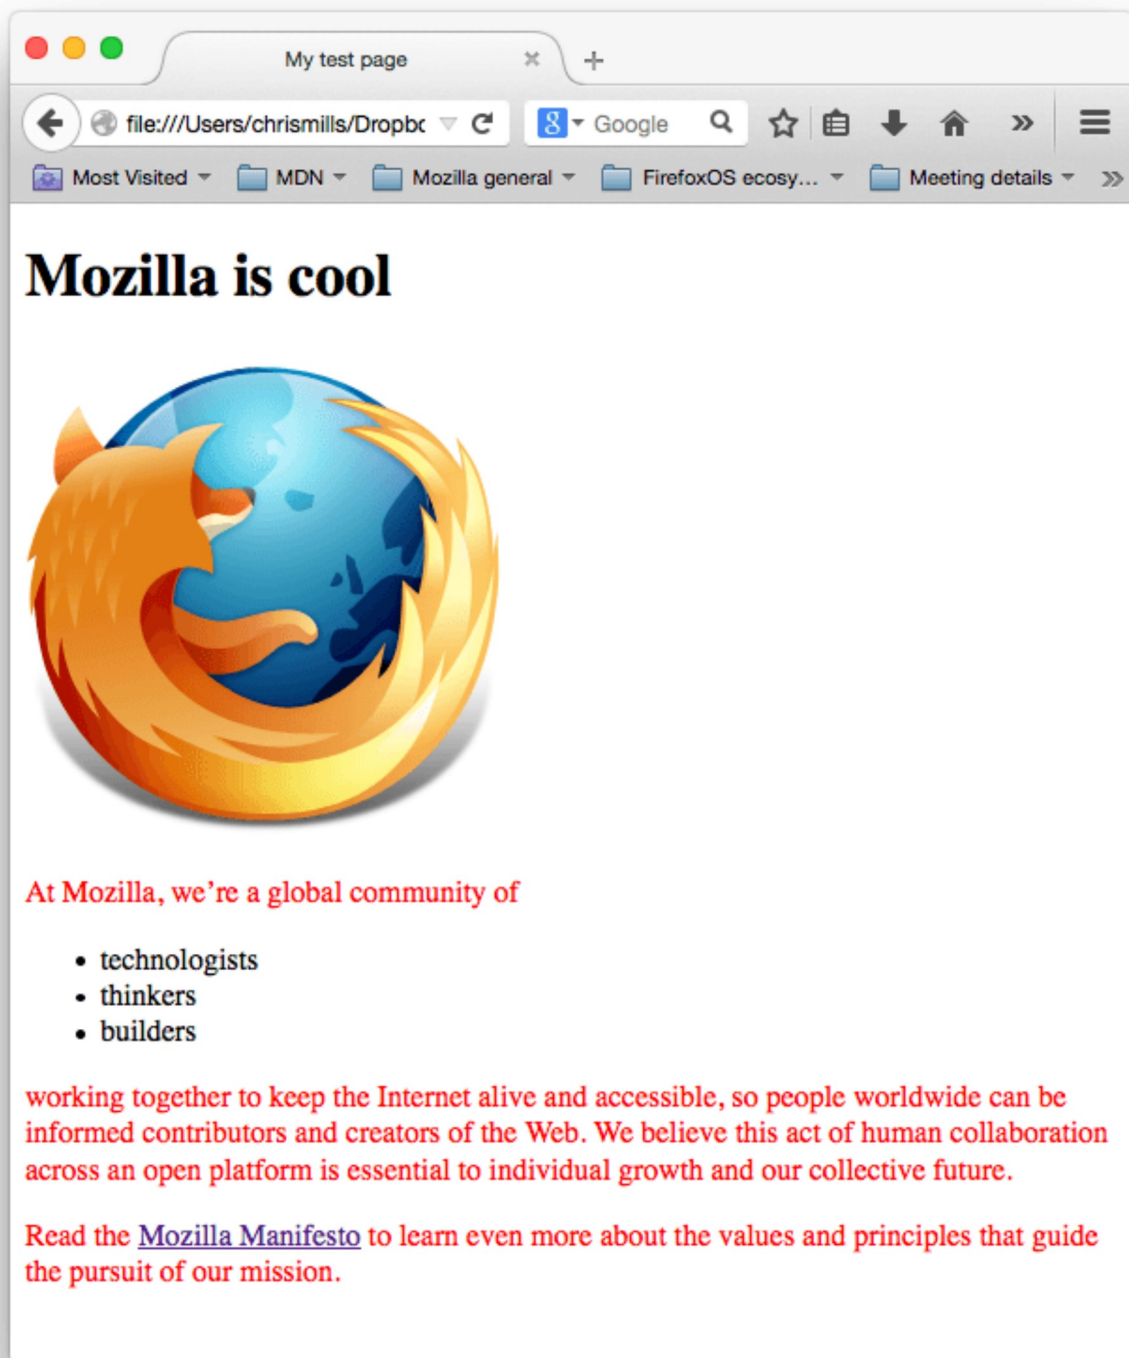 My test page
file:///Users/chrismills/Dropbc
8 Google
Most Visited MDN Mozilla general FirefoxOS ecosy... Meeting details
Mozilla is cool
At Mozilla, we’re a global community of
• technologists
• thinkers
• builders
working together to keep the Internet alive and accessible, so people worldwide can be
informed contributors and creators of the Web. We believe this act of human collaboration
across an open platform is essential to individual growth and our collective future.
Read the Mozilla Manifesto to learn even more about the values and principles that guide
the pursuit of our mission.